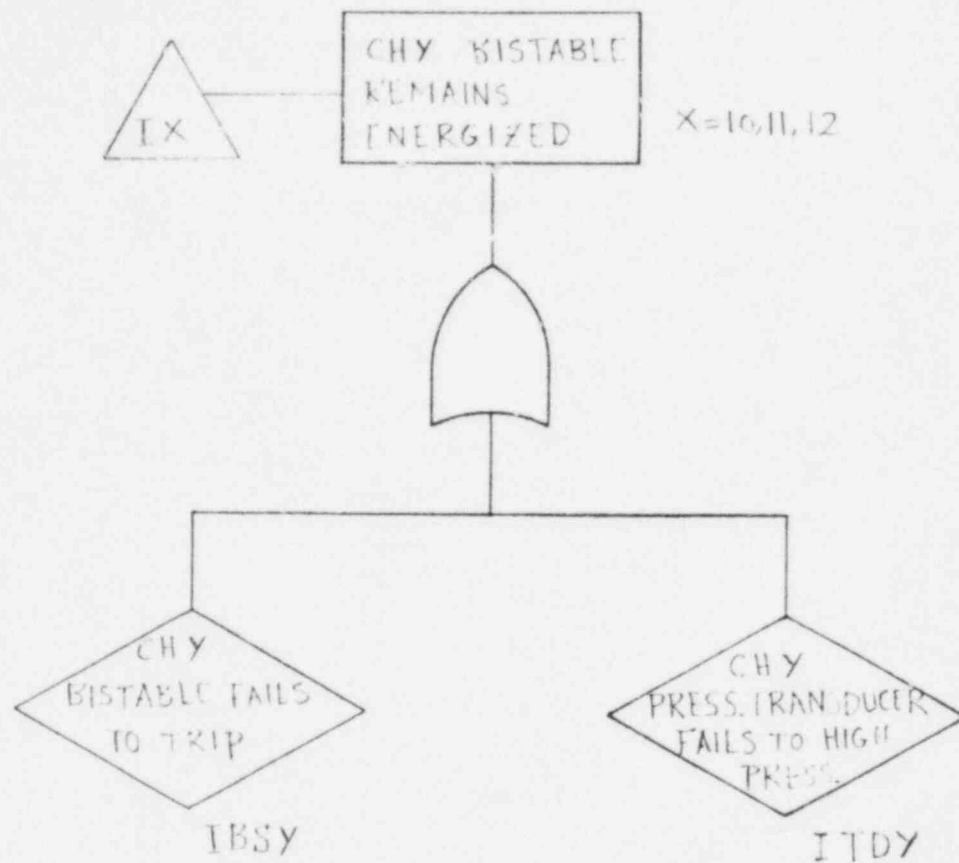 CHY BISTABLE
REMAINS
ENERGIZED
IX
X=10,11,12
CHY
BISTABLE FAILS
TO TRIP
IBSY
CHY
PRESS.TRANSDUCER
FAILS TO HIGH
PRESS.
ITDY